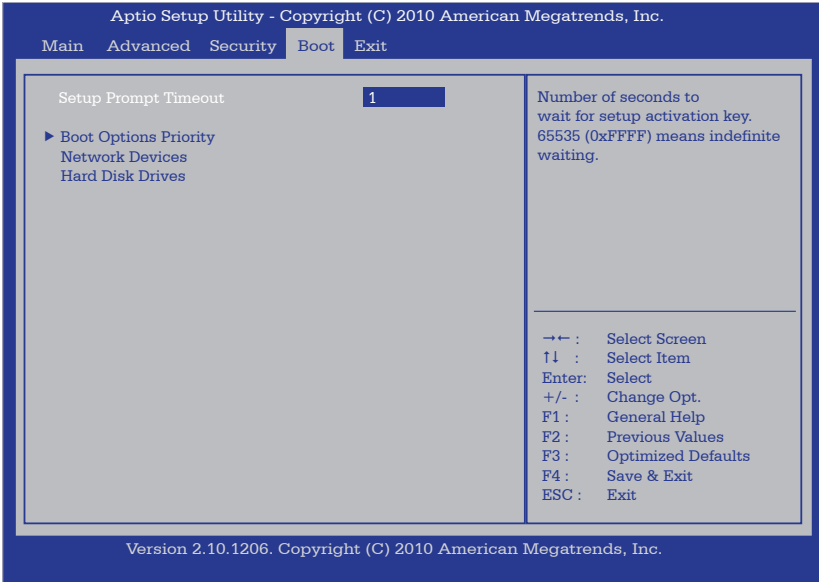 Aptio Setup Utility - Copyright (C) 2010 American Megatrends, Inc.
Main Advanced Security Boot Exit
Setup Prompt Timeout 1
▶ Boot Options Priority
Network Devices
Hard Disk Drives
Number of seconds to
wait for setup activation key.
65535 (0xFFFF) means indefinite
waiting.
→← : Select Screen
↑↓ : Select Item
Enter: Select
+/- : Change Opt.
F1 : General Help
F2 : Previous Values
F3 : Optimized Defaults
F4 : Save & Exit
ESC : Exit
Version 2.10.1206. Copyright (C) 2010 American Megatrends, Inc.